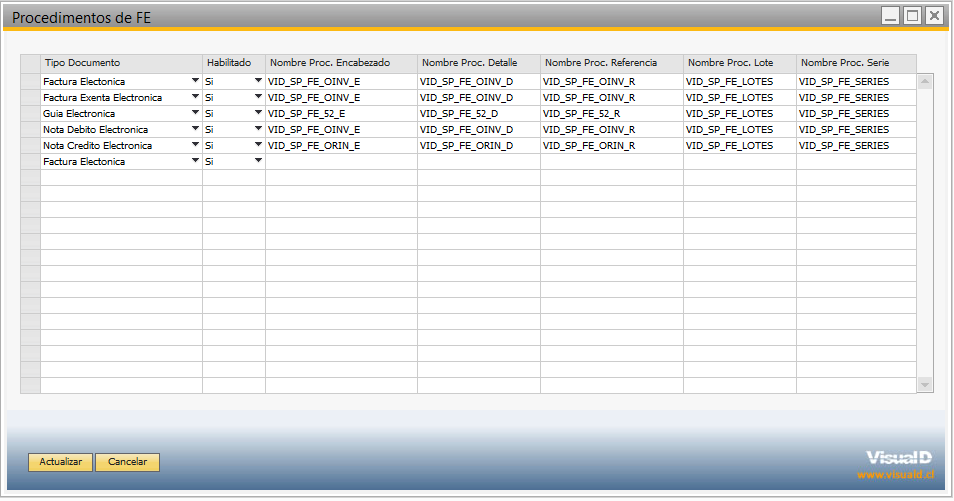 Procedimentos de FE
Tipo Documento Habilitado Nombre Proc. Encabezado Nombre Proc. Detalle Nombre Proc. Referencia Nombre Proc. Lote Nombre Proc. Serie
Factura Electonica Si VID_SP_FE_OINV_E VID_SP_FE_OINV_D VID_SP_FE_OINV_R VID_SP_FE_LOTES VID_SP_FE_SERIES
Factura Exenta Electronica Si VID_SP_FE_OINV_E VID_SP_FE_OINV_D VID_SP_FE_OINV_R VID_SP_FE_LOTES VID_SP_FE_SERIES
Guia Electronica Si VID_SP_FE_52_E VID_SP_FE_52_D VID_SP_FE_52_R VID_SP_FE_LOTES VID_SP_FE_SERIES
Nota Debito Electronica Si VID_SP_FE_OINV_E VID_SP_FE_OINV_D VID_SP_FE_OINV_R VID_SP_FE_LOTES VID_SP_FE_SERIES
Nota Credito Electronica Si VID_SP_FE_ORIN_E VID_SP_FE_ORIN_D VID_SP_FE_ORIN_R VID_SP_FE_LOTES VID_SP_FE_SERIES
Factura Electonica Si
Actualizar Cancelar
Visual D
www.visuald.cl